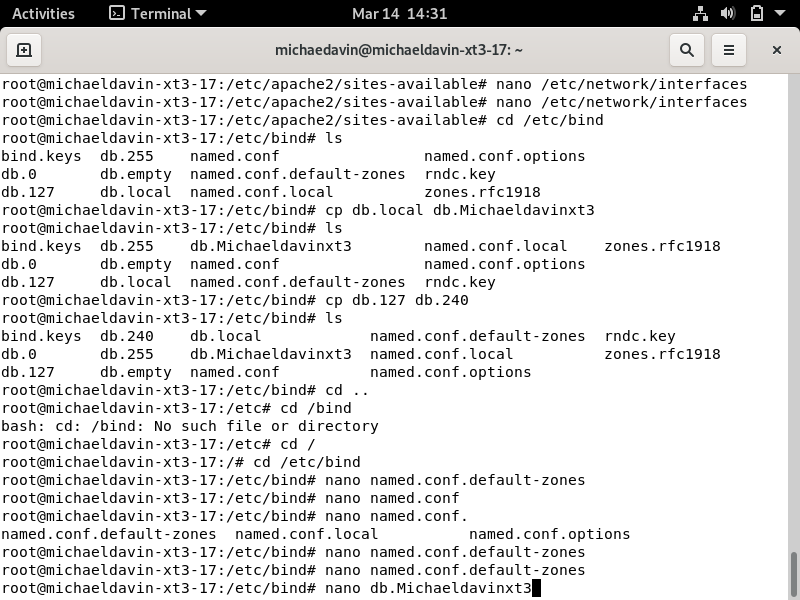 Activities Terminal Mar 14 14:31
michaedavin@michaeldavin-xt3-17: ~
root@michaeldavin-xt3-17:/etc/apache2/sites-available# nano /etc/network/interfaces
root@michaeldavin-xt3-17:/etc/apache2/sites-available# nano /etc/network/interfaces
root@michaeldavin-xt3-17:/etc/apache2/sites-available# cd /etc/bind
root@michaeldavin-xt3-17:/etc/bind# ls
bind.keys  db.255    named.conf                named.conf.options
db.0       db.empty  named.conf.default-zones  rndc.key
db.127     db.local  named.conf.local          zones.rfc1918
root@michaeldavin-xt3-17:/etc/bind# cp db.local db.Michaeldavinxt3
root@michaeldavin-xt3-17:/etc/bind# ls
bind.keys  db.255    db.Michaeldavinxt3        named.conf.local    zones.rfc1918
db.0       db.empty  named.conf                named.conf.options
db.127     db.local  named.conf.default-zones  rndc.key
root@michaeldavin-xt3-17:/etc/bind# cp db.127 db.240
root@michaeldavin-xt3-17:/etc/bind# ls
bind.keys  db.240    db.local            named.conf.default-zones  rndc.key
db.0       db.255    db.Michaeldavinxt3  named.conf.local          zones.rfc1918
db.127     db.empty  named.conf          named.conf.options
root@michaeldavin-xt3-17:/etc/bind# cd ..
root@michaeldavin-xt3-17:/etc# cd /bind
bash: cd: /bind: No such file or directory
root@michaeldavin-xt3-17:/etc# cd /
root@michaeldavin-xt3-17:/# cd /etc/bind
root@michaeldavin-xt3-17:/etc/bind# nano named.conf.default-zones
root@michaeldavin-xt3-17:/etc/bind# nano named.conf
root@michaeldavin-xt3-17:/etc/bind# nano named.conf.
named.conf.default-zones  named.conf.local          named.conf.options
root@michaeldavin-xt3-17:/etc/bind# nano named.conf.default-zones
root@michaeldavin-xt3-17:/etc/bind# nano named.conf.default-zones
root@michaeldavin-xt3-17:/etc/bind# nano db.Michaeldavinxt3